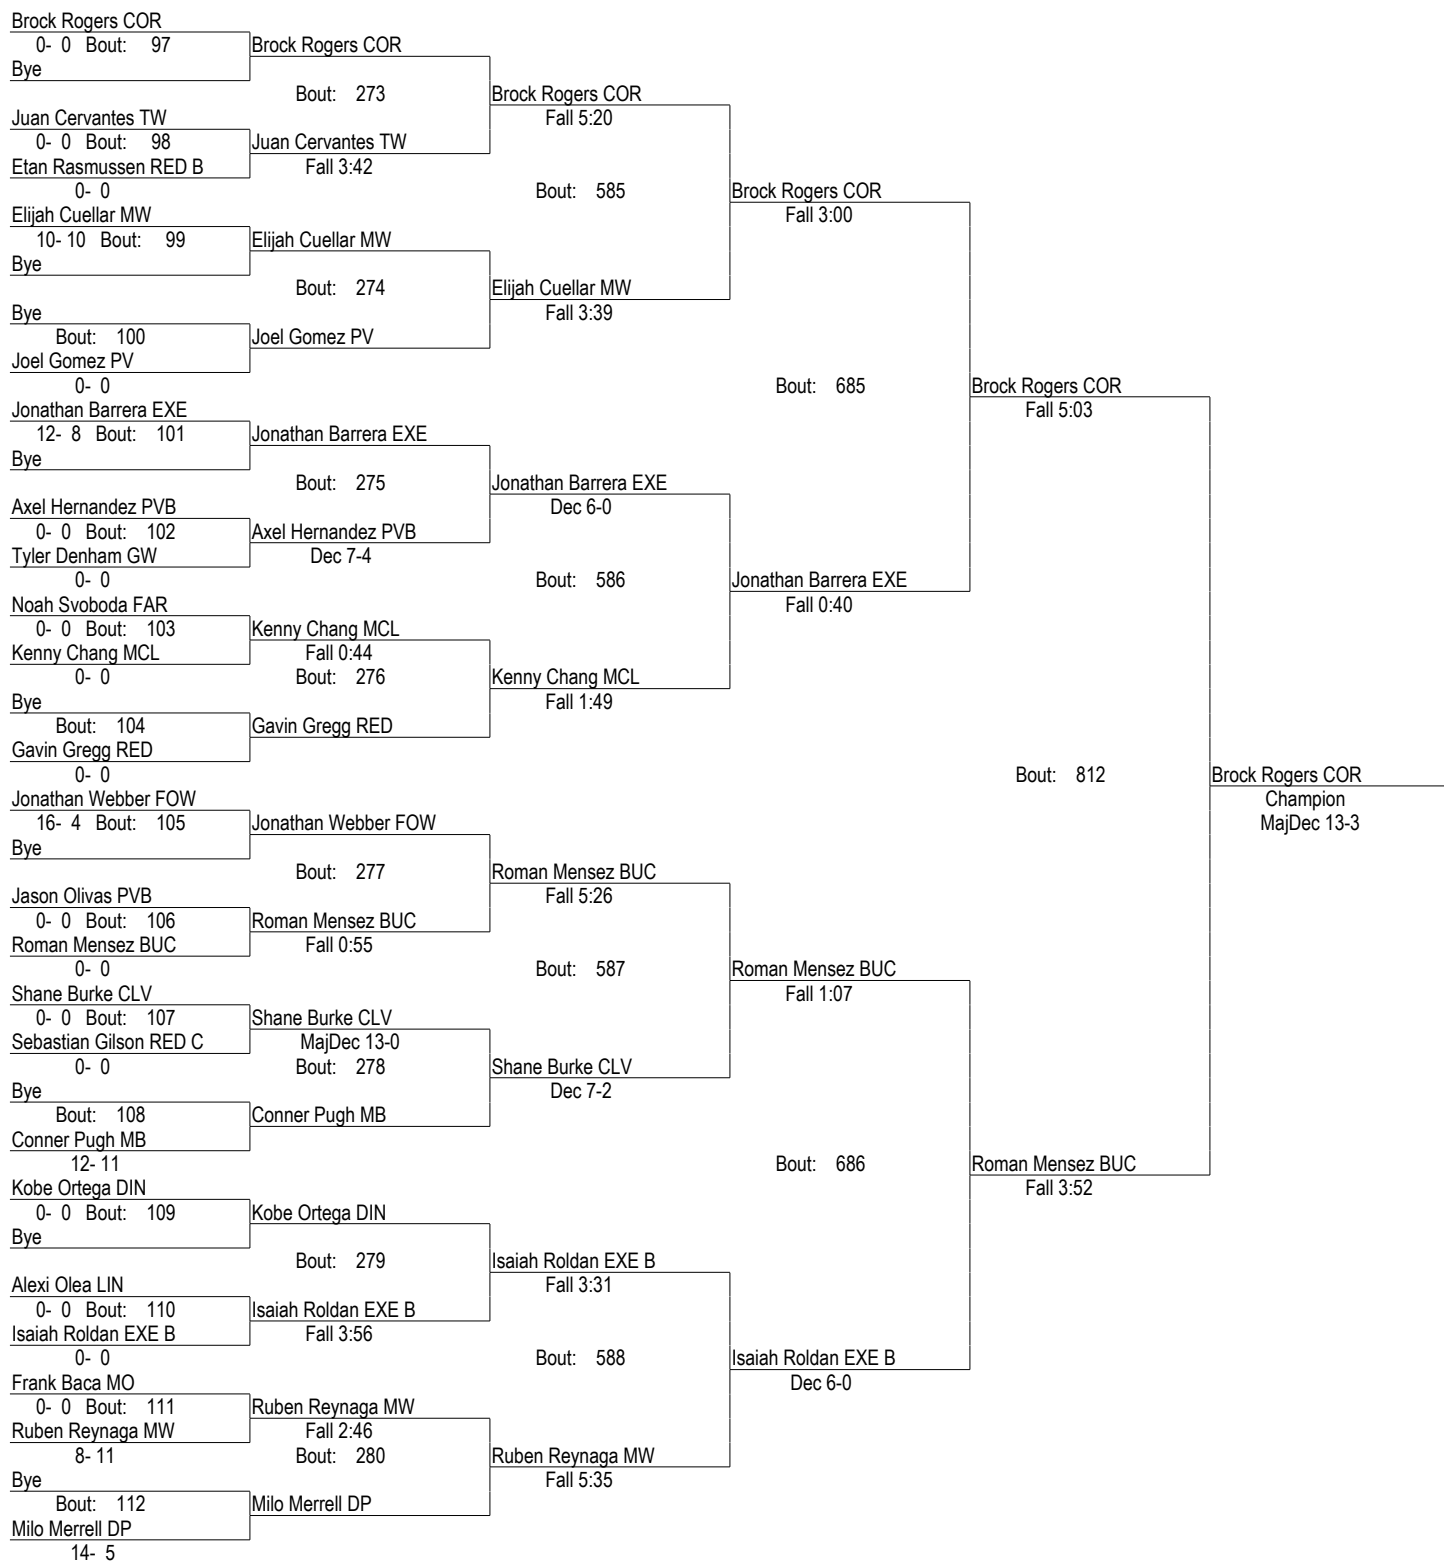 Brock Rogers COR
0- 0 Bout: 97
Brock Rogers COR
Bye
Bout: 273
Brock Rogers COR
Juan Cervantes TW
Fall 5:20
0- 0 Bout: 98
Juan Cervantes TW
Etan Rasmussen RED B
Fall 3:42
0- 0
Bout: 585
Brock Rogers COR
Elijah Cuellar MW
Fall 3:00
10- 10 Bout: 99
Elijah Cuellar MW
Bye
Bout: 274
Elijah Cuellar MW
Bye
Fall 3:39
Bout: 100
Joel Gomez PV
Joel Gomez PV
0- 0
Bout: 685
Brock Rogers COR
Jonathan Barrera EXE
Fall 5:03
12- 8 Bout: 101
Jonathan Barrera EXE
Bye
Bout: 275
Jonathan Barrera EXE
Axel Hernandez PVB
Dec 6-0
0- 0 Bout: 102
Axel Hernandez PVB
Tyler Denham GW
Dec 7-4
0- 0
Bout: 586
Jonathan Barrera EXE
Noah Svoboda FAR
Fall 0:40
0- 0 Bout: 103
Kenny Chang MCL
Kenny Chang MCL
Fall 0:44
0- 0
Bout: 276
Kenny Chang MCL
Bye
Fall 1:49
Bout: 104
Gavin Gregg RED
Gavin Gregg RED
0- 0
Bout: 812
Brock Rogers COR
Jonathan Webber FOW
Champion
16- 4 Bout: 105
Jonathan Webber FOW
MajDec 13-3
Bye
Bout: 277
Roman Mensez BUC
Jason Olivas PVB
Fall 5:26
0- 0 Bout: 106
Roman Mensez BUC
Roman Mensez BUC
Fall 0:55
0- 0
Bout: 587
Roman Mensez BUC
Shane Burke CLV
Fall 1:07
0- 0 Bout: 107
Shane Burke CLV
Sebastian Gilson RED C
MajDec 13-0
0- 0
Bout: 278
Shane Burke CLV
Bye
Dec 7-2
Bout: 108
Conner Pugh MB
Conner Pugh MB
12- 11
Bout: 686
Roman Mensez BUC
Kobe Ortega DIN
Fall 3:52
0- 0 Bout: 109
Kobe Ortega DIN
Bye
Bout: 279
Isaiah Roldan EXE B
Alexi Olea LIN
Fall 3:31
0- 0 Bout: 110
Isaiah Roldan EXE B
Isaiah Roldan EXE B
Fall 3:56
0- 0
Bout: 588
Isaiah Roldan EXE B
Frank Baca MO
Dec 6-0
0- 0 Bout: 111
Ruben Reynaga MW
Ruben Reynaga MW
Fall 2:46
8- 11
Bout: 280
Ruben Reynaga MW
Bye
Fall 5:35
Bout: 112
Milo Merrell DP
Milo Merrell DP
14- 5